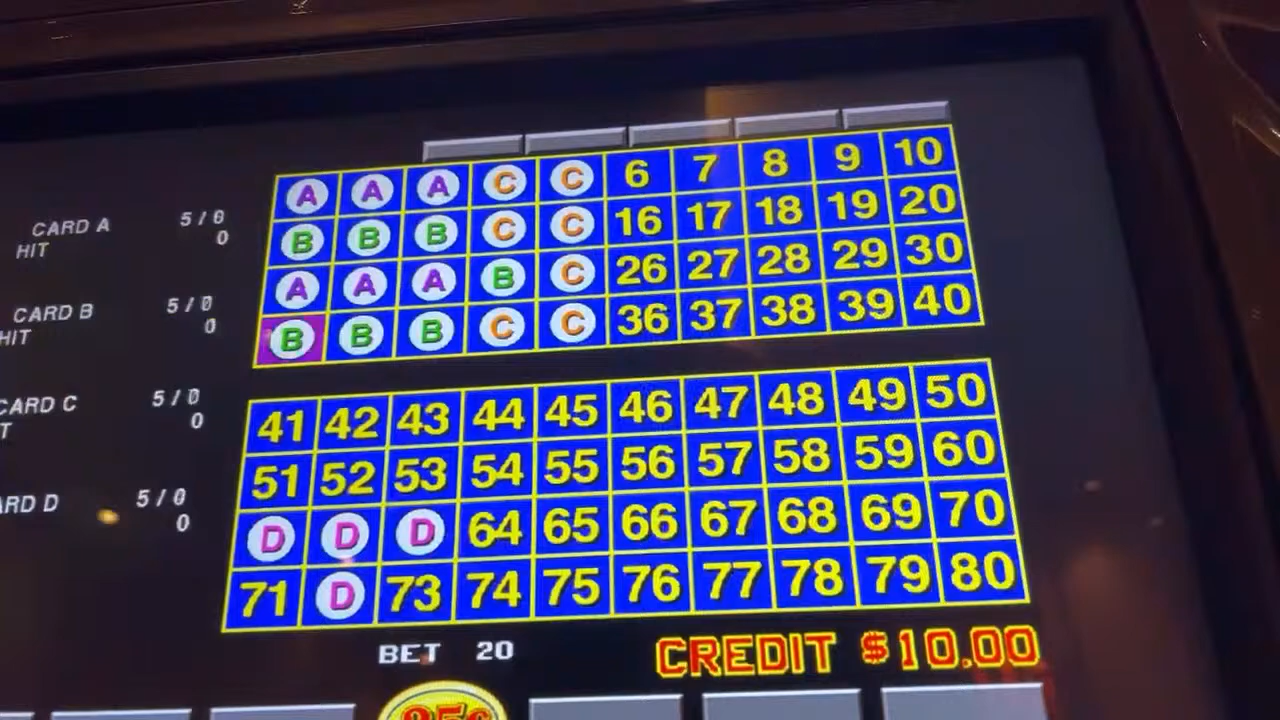 A A A C C 6 7 8 9 10
CARD A 5/0
B B B C C 16 17 18 19 20
HIT 0
A A A B C 26 27 28 29 30
CARD B 5/0
B B B C C 36 37 38 39 40
HIT 0
CARD C 5/0
41 42 43 44 45 46 47 48 49 50
T 0
51 52 53 54 55 56 57 58 59 60
ARD D 5/0
0
D D D 64 65 66 67 68 69 70
71 D 73 74 75 76 77 78 79 80
BET 20 CREDIT $10.00
25¢